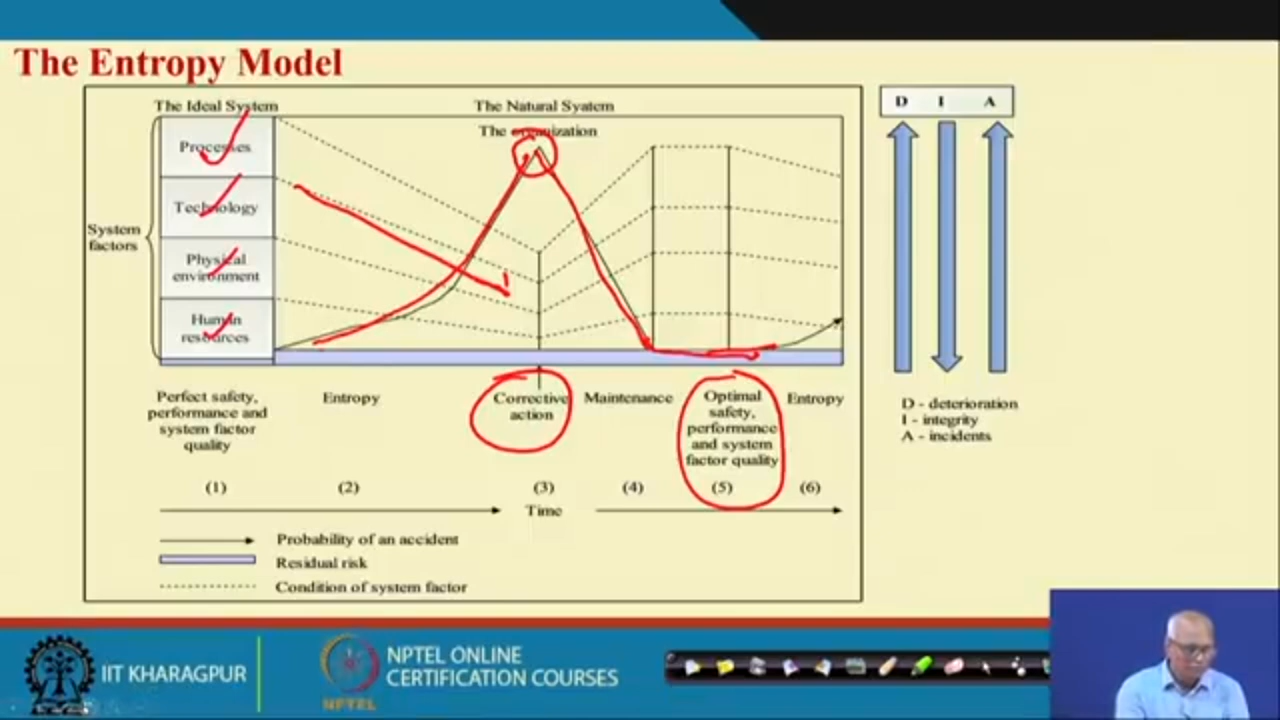 The Entropy Model
The Ideal System
The Natural Syatem
The organization
D I A
Processes
Technology
System
factors
Physical
environment
Human
resources
Perfect safety,
performance and
system factor
quality
Entropy
Corrective
action
Maintenance
Optimal
safety,
performance
and system
factor quality
Entropy
D - deterioration
I - integrity
A - incidents
(1) (2) (3) (4) (5) (6)
Time
Probability of an accident
Residual risk
Condition of system factor
IIT KHARAGPUR
NPTEL
NPTEL ONLINE
CERTIFICATION COURSES